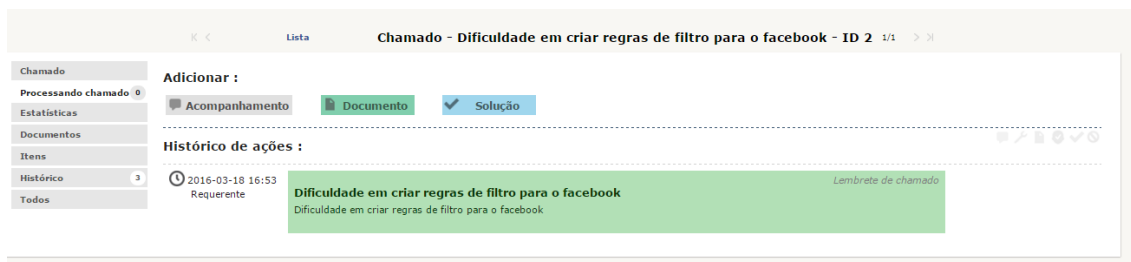 Lista
Chamado - Dificuldade em criar regras de filtro para o facebook - ID 2 1/1
Chamado
Processando chamado 0
Estatísticas
Documentos
Itens
Histórico 3
Todos
Adicionar :
Acompanhamento Documento Solução
Histórico de ações :
2016-03-18 16:53
Requerente
Lembrete de chamado
Dificuldade em criar regras de filtro para o facebook
Dificuldade em criar regras de filtro para o facebook